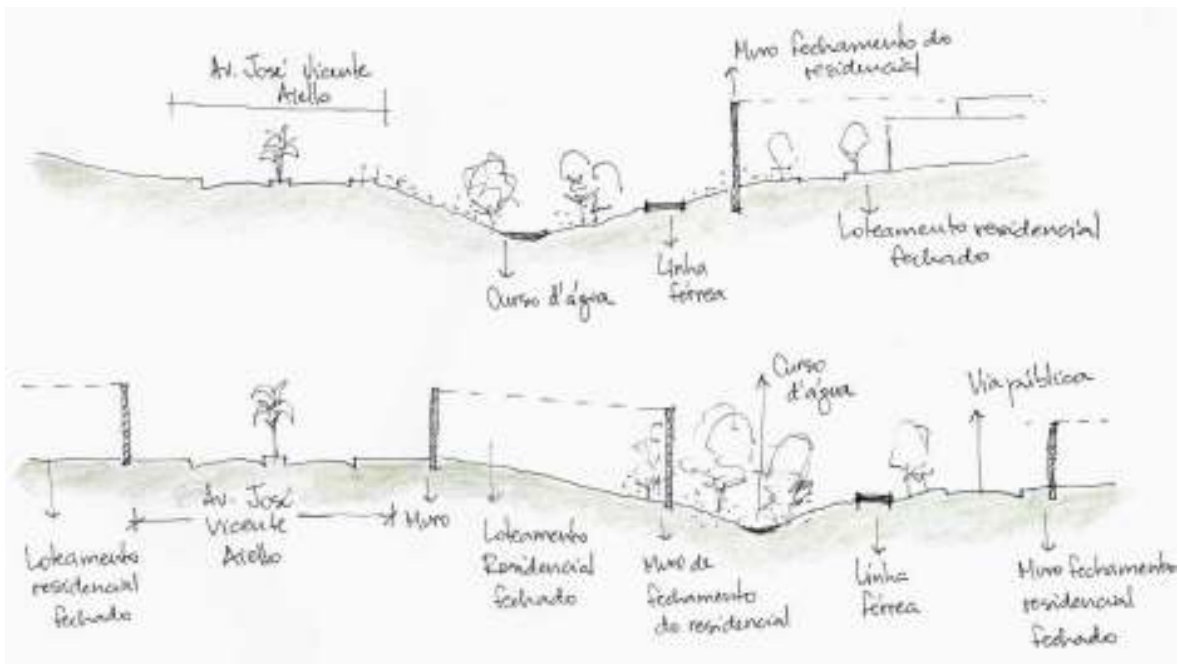 Av. José Vicente
Aiello
Muro fechamento do
residencial
Curso d'água
Linha
férrea
Loteamento residencial
fechado
Curso
d'água
Via pública
Loteamento
residencial
fechado
Av. José
Vicente
Aiello
Muro
Loteamento
Residencial
fechado
Muro de
fechamento
do residencial
Linha
férrea
Muro fechamento
residencial
fechado